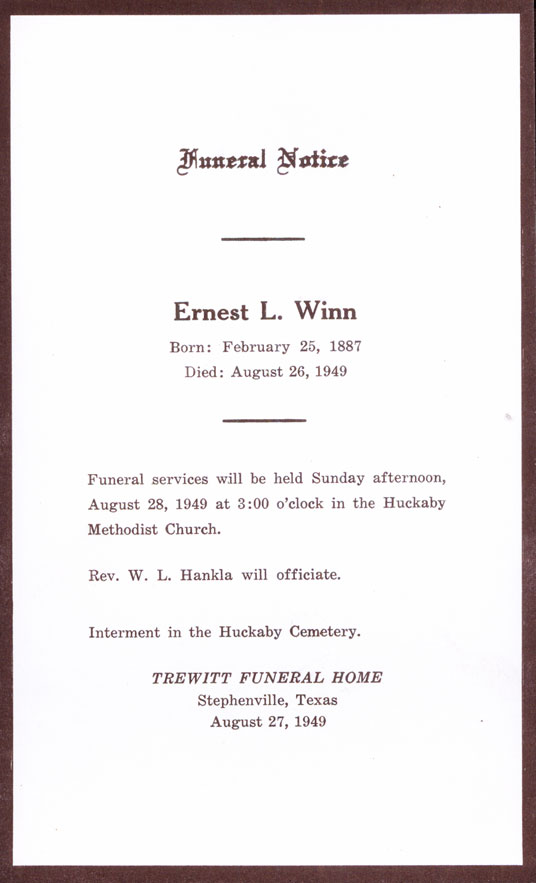 Funeral Notice
Ernest L. Winn
Born: February 25, 1887
Died: August 26, 1949
Funeral services will be held Sunday afternoon,
August 28, 1949 at 3:00 o'clock in the Huckaby
Methodist Church.
Rev. W. L. Hankla will officiate.
Interment in the Huckaby Cemetery.
TREWITT FUNERAL HOME
Stephenville, Texas
August 27, 1949